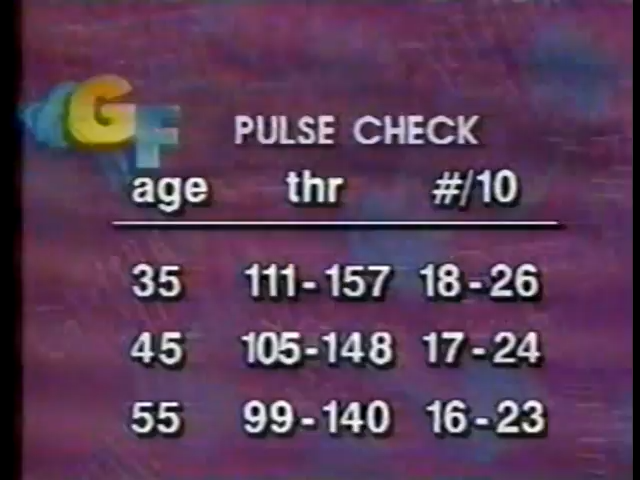 GF
PULSE CHECK
age thr #/10
35 111-157 18-26
45 105-148 17-24
55 99-140 16-23